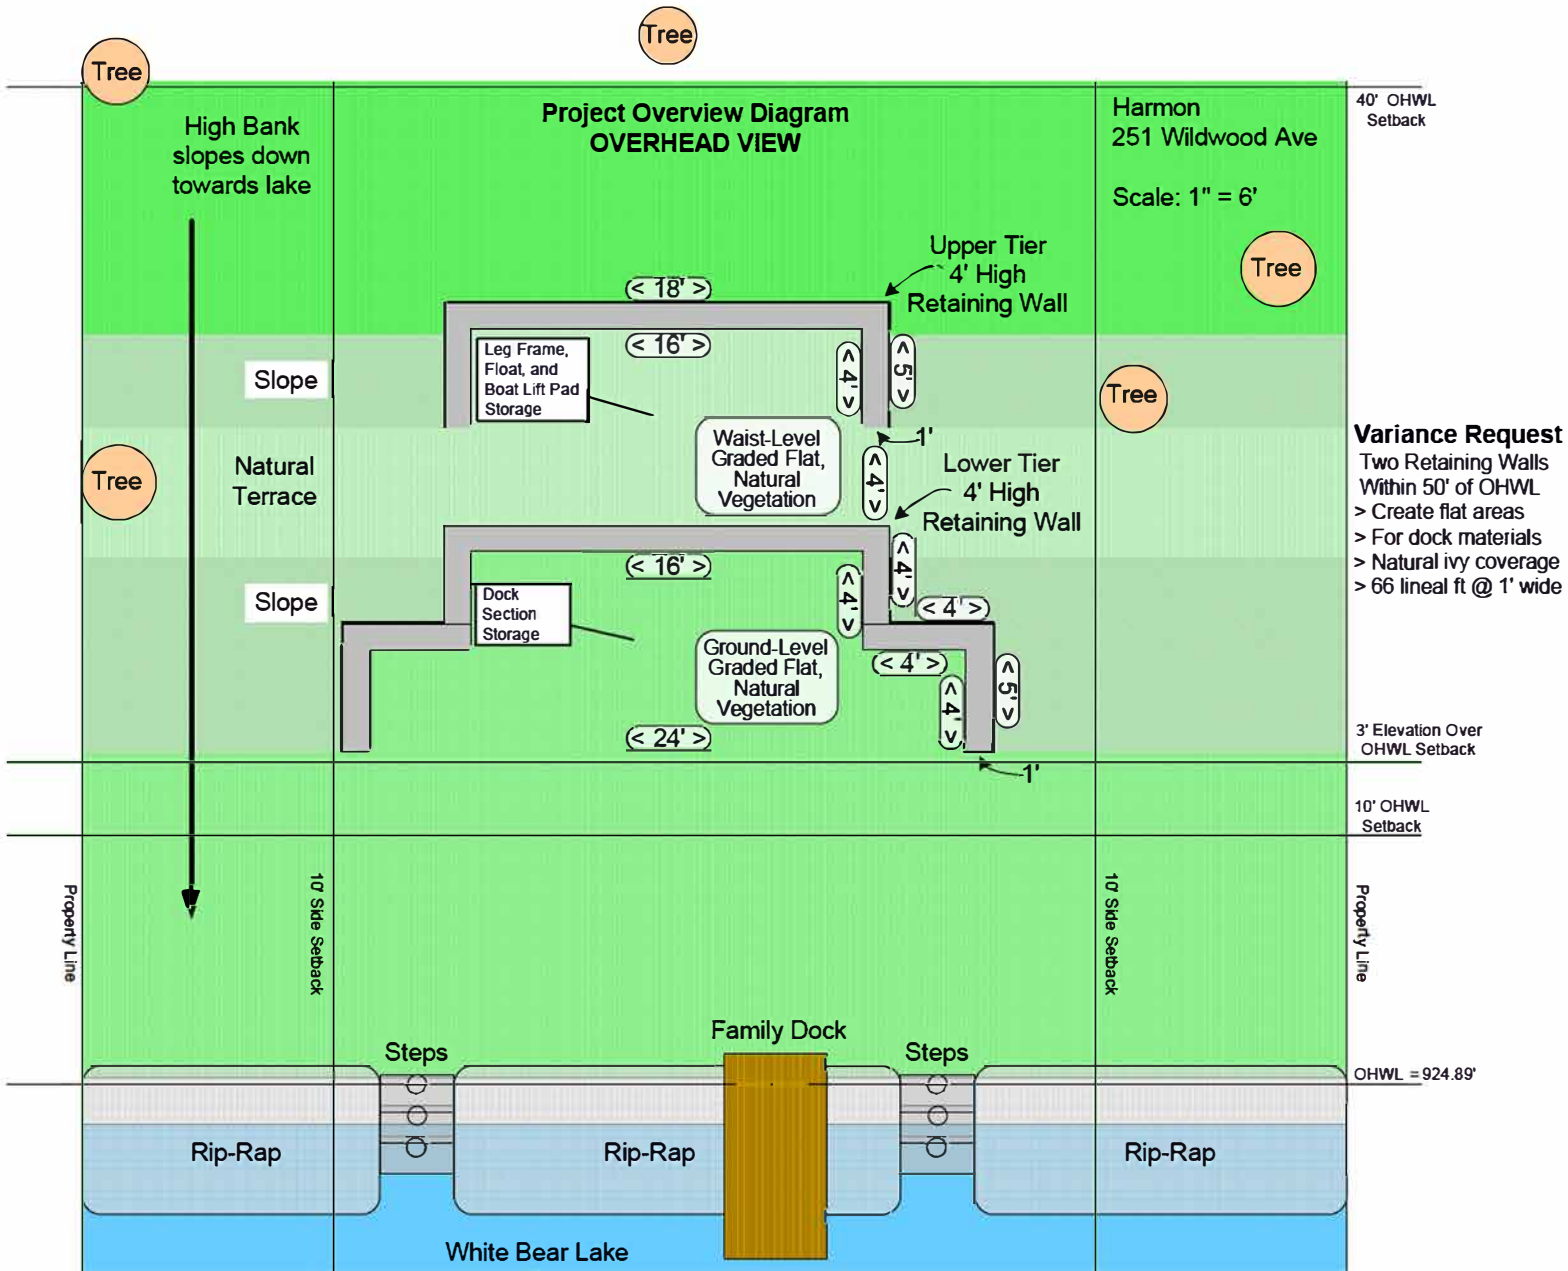 Tree
Tree
40' OHWL
Setback
Project Overview Diagram
OVERHEAD VIEW
Harmon
251 Wildwood Ave
Scale: 1" = 6'
High Bank
slopes down
towards lake
Tree
Upper Tier
4' High
Retaining Wall
< 18' >
< 16' >
< 4' >
< 5' >
Leg Frame,
Float, and
Boat Lift Pad
Storage
Slope
Tree
Waist-Level
Graded Flat,
Natural
Vegetation
1'
< 4' >
Natural
Terrace
Tree
Lower Tier
4' High
Retaining Wall
Variance Request
Two Retaining Walls
Within 50' of OHWL
> Create flat areas
> For dock materials
> Natural ivy coverage
> 66 lineal ft @ 1' wide
< 16' >
< 4' >
< 4' >
< 4' >
Slope
Dock
Section
Storage
Ground-Level
Graded Flat,
Natural
Vegetation
< 4' >
< 4' >
< 5' >
< 24' >
1'
3' Elevation Over
OHWL Setback
10' OHWL
Setback
Property Line
10' Side Setback
10' Side Setback
Property Line
Steps
Family Dock
Steps
OHWL = 924.89'
Rip-Rap
Rip-Rap
Rip-Rap
White Bear Lake